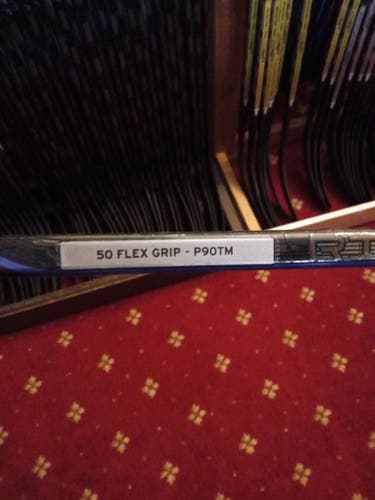 50 FLEX GRIP - P90TM